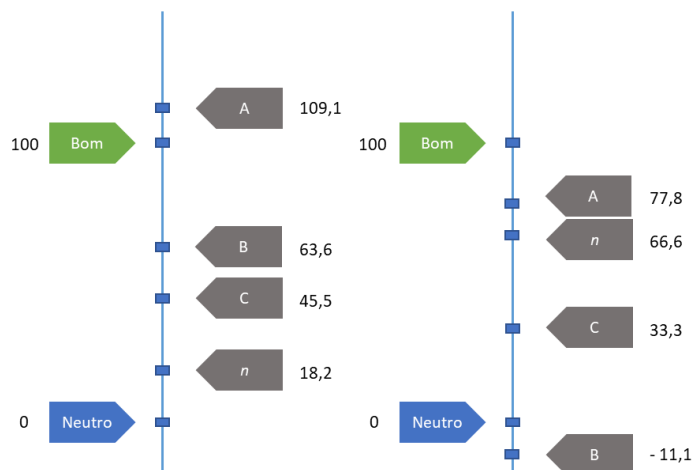 A 109,1
100 Bom
B 63,6
C 45,5
n 18,2
0 Neutro
100 Bom
A 77,8
n 66,6
C 33,3
0 Neutro
B - 11,1